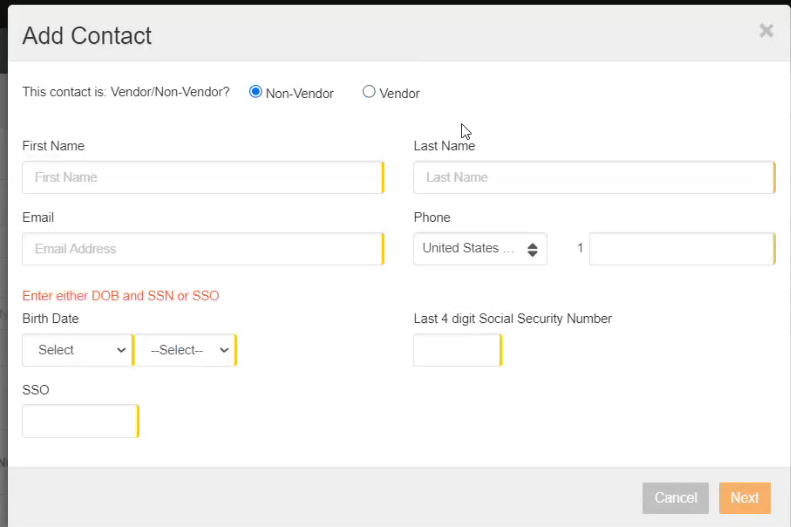 Add Contact
×
This contact is: Vendor/Non-Vendor? Non-Vendor Vendor
First Name Last Name
First Name Last Name
Email Phone
Email Address United States ... 1
Enter either DOB and SSN or SSO
Birth Date Last 4 digit Social Security Number
Select --Select--
SSO
Cancel Next